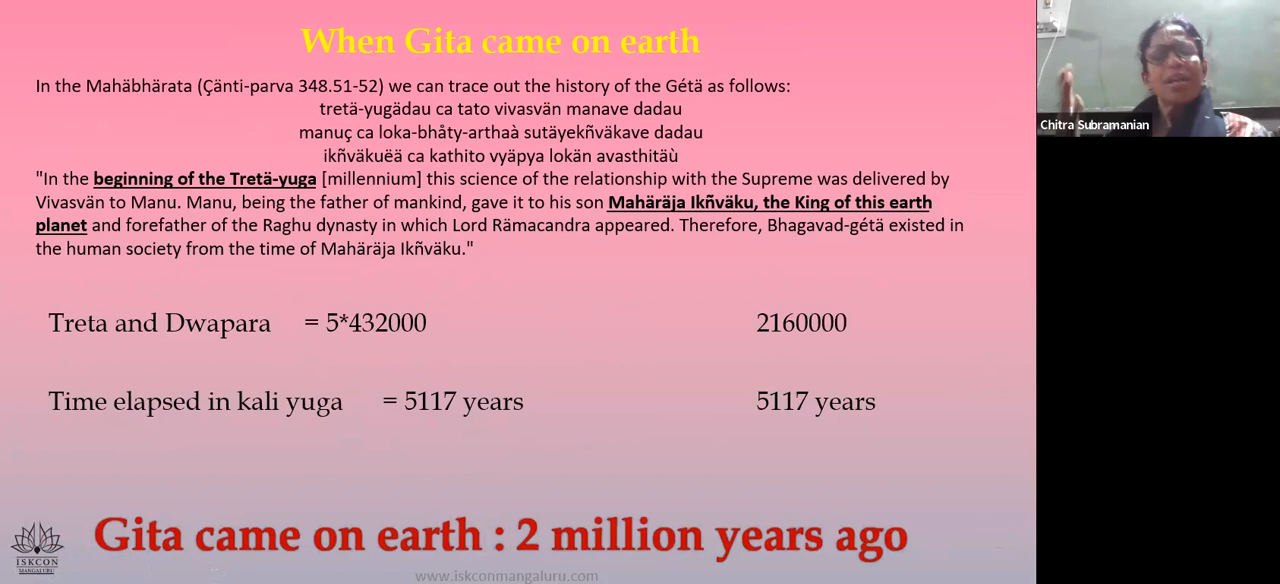 When Gita came on earth
In the Mahäbhärata (Çänti-parva 348.51-52) we can trace out the history of the Gétä as follows:
tretä-yugädau ca tato vivasvän manave dadau
manuç ca loka-bhåty-arthaà sutäyekñväkave dadau
ikñväkuëä ca kathito vyäpya lokän avasthitäù
"In the beginning of the Tretä-yuga [millennium] this science of the relationship with the Supreme was delivered by
Vivasvän to Manu. Manu, being the father of mankind, gave it to his son Mahäräja Ikñväku, the King of this earth
planet and forefather of the Raghu dynasty in which Lord Rämacandra appeared. Therefore, Bhagavad-gétä existed in
the human society from the time of Mahäräja Ikñväku."
Treta and Dwapara = 5*432000 2160000
Time elapsed in kali yuga = 5117 years 5117 years
Gita came on earth : 2 million years ago
ISKCON
MANGALURU
www.iskconmangaluru.com
Chitra Subramanian